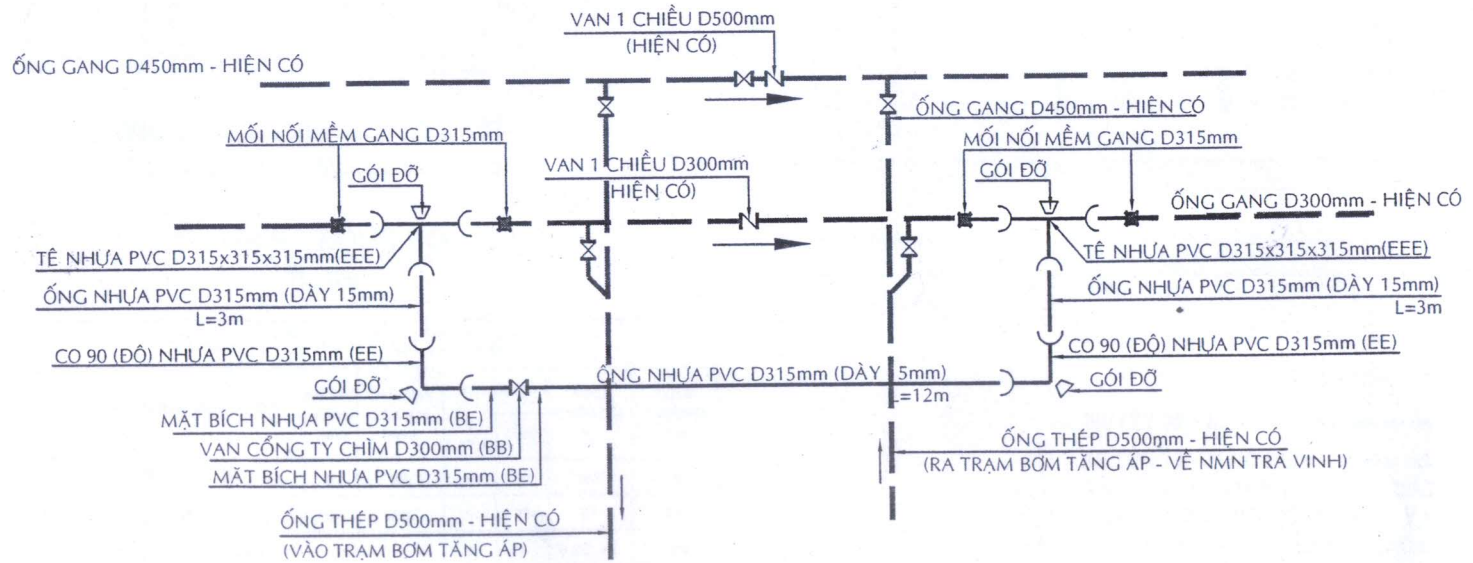 VAN 1 CHIỀU D500mm
(HIỆN CÓ)
ỐNG GANG D450mm - HIỆN CÓ
ỐNG GANG D450mm - HIỆN CÓ
MỐI NỐI MỀM GANG D315mm
MỐI NỐI MỀM GANG D315mm
GÓI ĐỠ
VAN 1 CHIỀU D300mm
(HIỆN CÓ)
GÓI ĐỠ
ỐNG GANG D300mm - HIỆN CÓ
TÊ NHỰA PVC D315x315x315mm(EEE)
TÊ NHỰA PVC D315x315x315mm(EEE)
ỐNG NHỰA PVC D315mm (DÀY 15mm)
L=3m
ỐNG NHỰA PVC D315mm (DÀY 15mm)
L=3m
CO 90 (ĐỘ) NHỰA PVC D315mm (EE)
CO 90 (ĐỘ) NHỰA PVC D315mm (EE)
GÓI ĐỠ
ỐNG NHỰA PVC D315mm (DÀY 15mm)
L=12m
GÓI ĐỠ
MẶT BÍCH NHỰA PVC D315mm (BE)
VAN CỔNG TY CHÌM D300mm (BB)
MẶT BÍCH NHỰA PVC D315mm (BE)
ỐNG THÉP D500mm - HIỆN CÓ
(RA TRẠM BƠM TĂNG ÁP - VỀ NMN TRÀ VINH)
ỐNG THÉP D500mm - HIỆN CÓ
(VÀO TRẠM BƠM TĂNG ÁP)